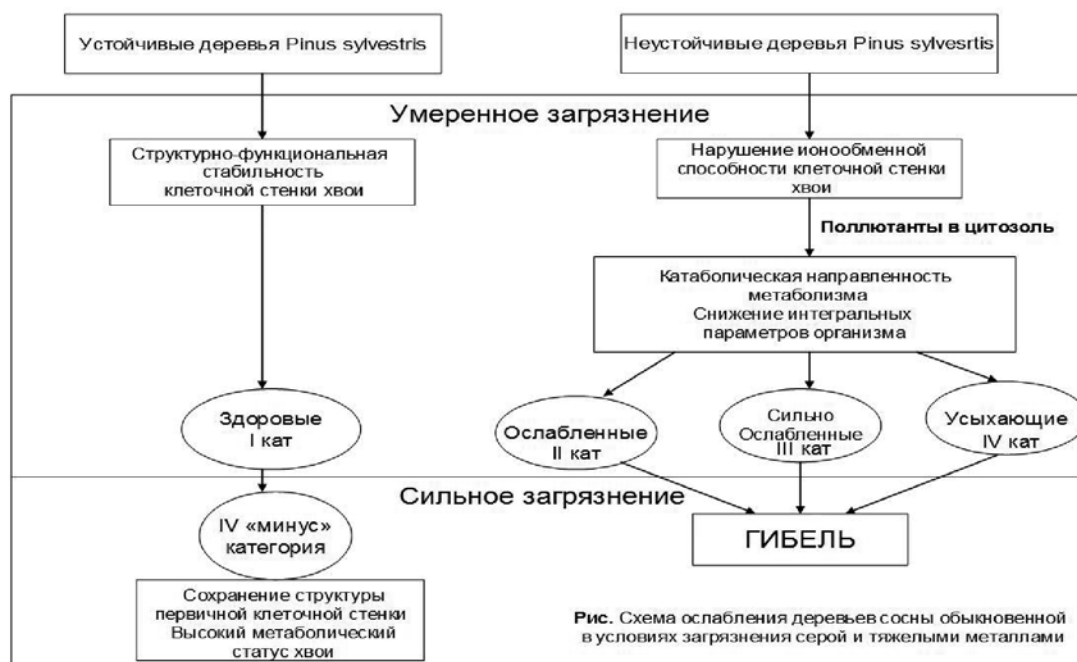 Устойчивые деревья Pinus sylvestris
Неустойчивые деревья Pinus sylvesrtis
Умеренное загрязнение
Структурно-функциональная
стабильность
клеточной стенки хвои
Нарушение ионообменной
способности клеточной стенки
хвои
Поллютанты в цитозоль
Катаболическая направленность
метаболизма
Снижение интегральных
параметров организма
Здоровые
I кат
Ослабленные
II кат
Сильно
Ослабленные
III кат
Усыхающие
IV кат
Сильное загрязнение
IV «минус»
категория
ГИБЕЛЬ
Сохранение структуры
первичной клеточной стенки
Высокий метаболический
статус хвои
Рис. Схема ослабления деревьев сосны обыкновенной
в условиях загрязнения серой и тяжелыми металлами